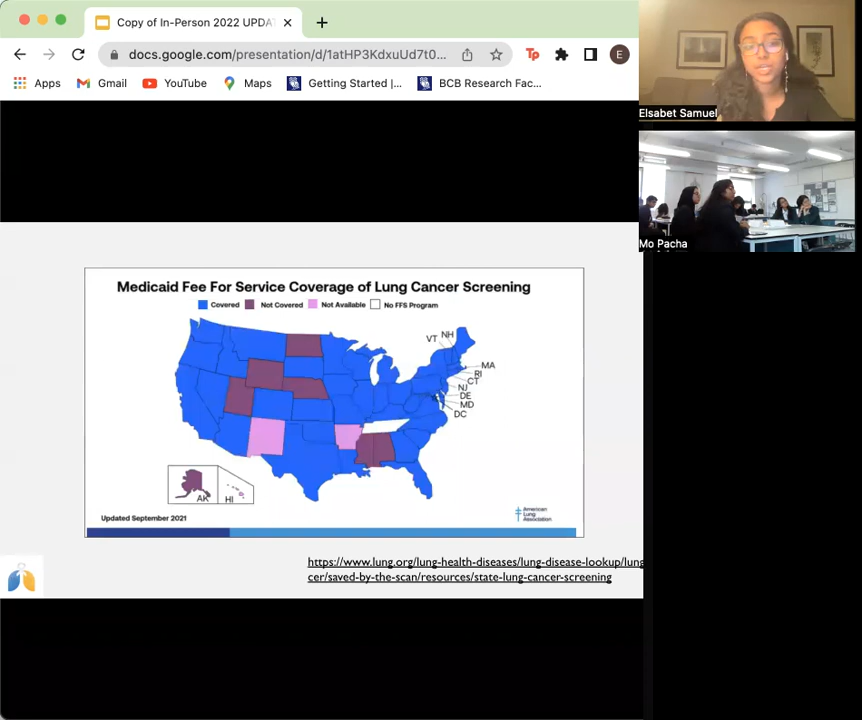 Copy of In-Person 2022 UPDA
docs.google.com/presentation/d/1atHP3KdxuUd7t0...
Tp
E
Apps
Gmail
YouTube
Maps
Getting Started |...
BCB Research Fac...
Elsabet Samuel
Mo Pacha
Medicaid Fee For Service Coverage of Lung Cancer Screening
Covered
Not Covered
Not Available
No FFS Program
VT
NH
MA
RI
CT
NJ
DE
MD
DC
AK
HI
Updated September 2021
American
Lung
Association
https://www.lung.org/lung-health-diseases/lung-disease-lookup/lung
cer/saved-by-the-scan/resources/state-lung-cancer-screening